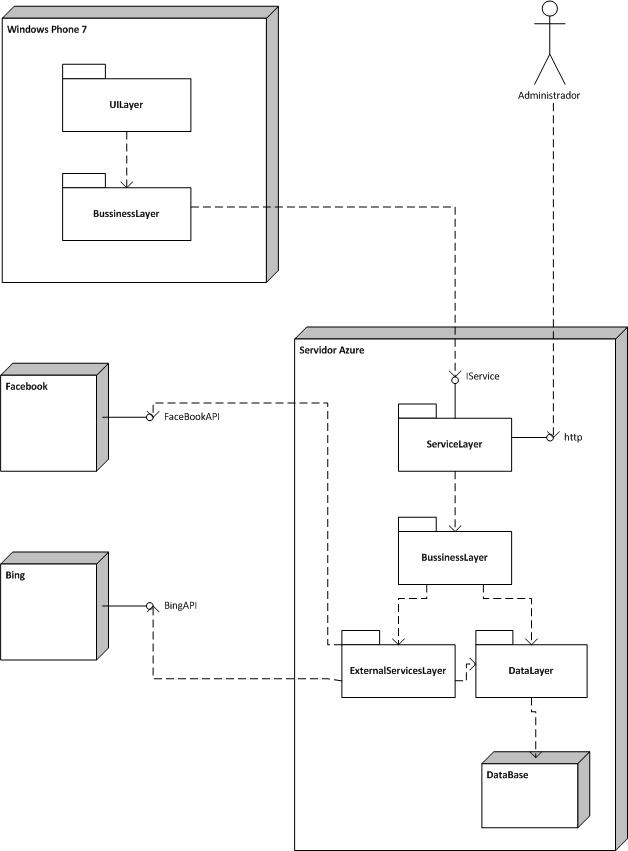 Windows Phone 7
UILayer
BussinessLayer
Administrador
Servidor Azure
IService
Facebook
FaceBookAPI
ServiceLayer
http
BussinessLayer
Bing
BingAPI
ExternalServicesLayer
DataLayer
DataBase